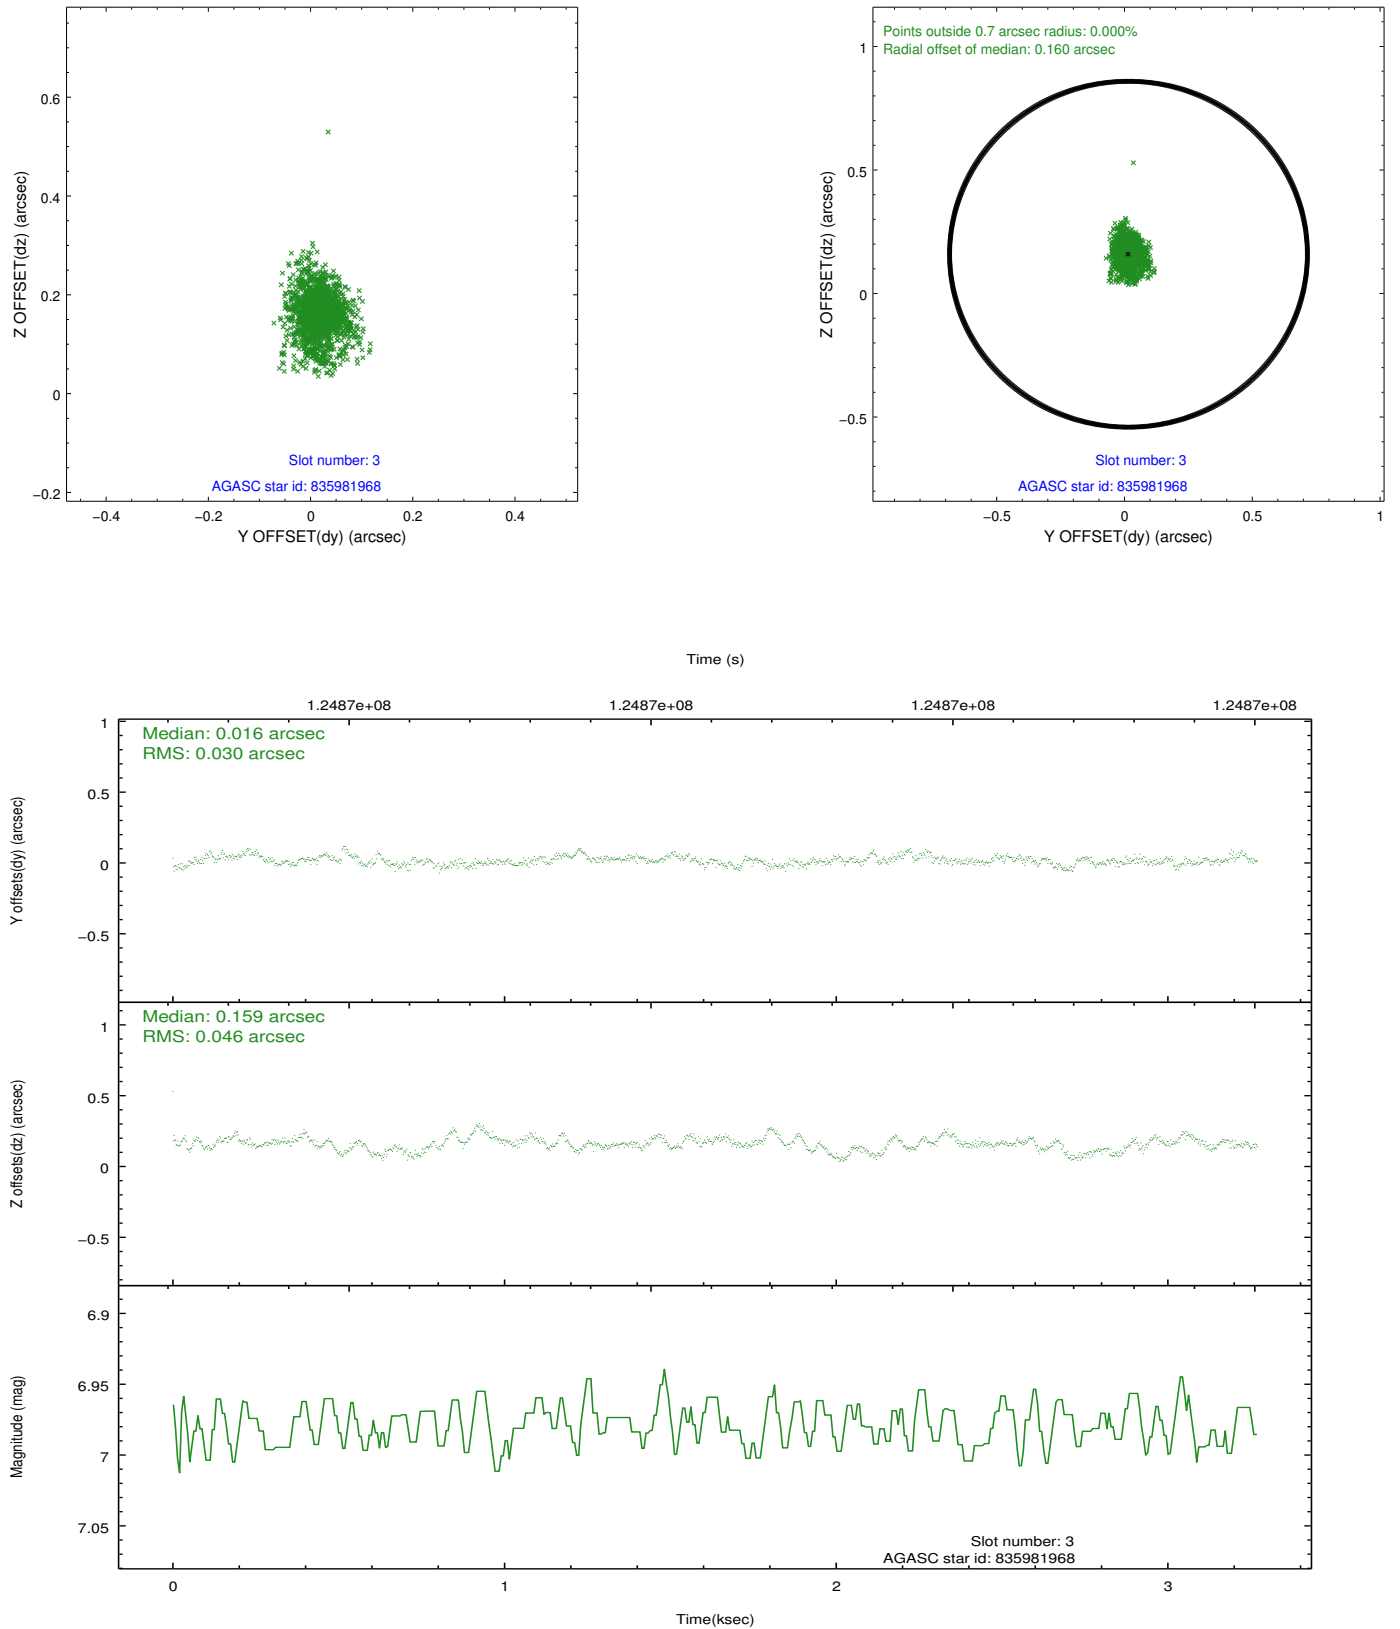 0.6
0.4
0.2
0
−0.2
Z OFFSET(dz) (arcsec)
Slot number: 3
AGASC star id: 835981968
−0.4 −0.2 0 0.2 0.4
Y OFFSET(dy) (arcsec)
Points outside 0.7 arcsec radius: 0.000%
Radial offset of median: 0.160 arcsec
1
0.5
0
−0.5
Z OFFSET(dz) (arcsec)
Slot number: 3
AGASC star id: 835981968
−0.5 0 0.5 1
Y OFFSET(dy) (arcsec)
Time (s)
1.2487e+08 1.2487e+08 1.2487e+08 1.2487e+08
Median: 0.016 arcsec
RMS: 0.030 arcsec
1
0.5
0
−0.5
Y offsets(dy) (arcsec)
Median: 0.159 arcsec
RMS: 0.046 arcsec
1
0.5
0
−0.5
Z offsets(dz) (arcsec)
6.9
6.95
7
7.05
Magnitude (mag)
Slot number: 3
AGASC star id: 835981968
0 1 2 3
Time(ksec)